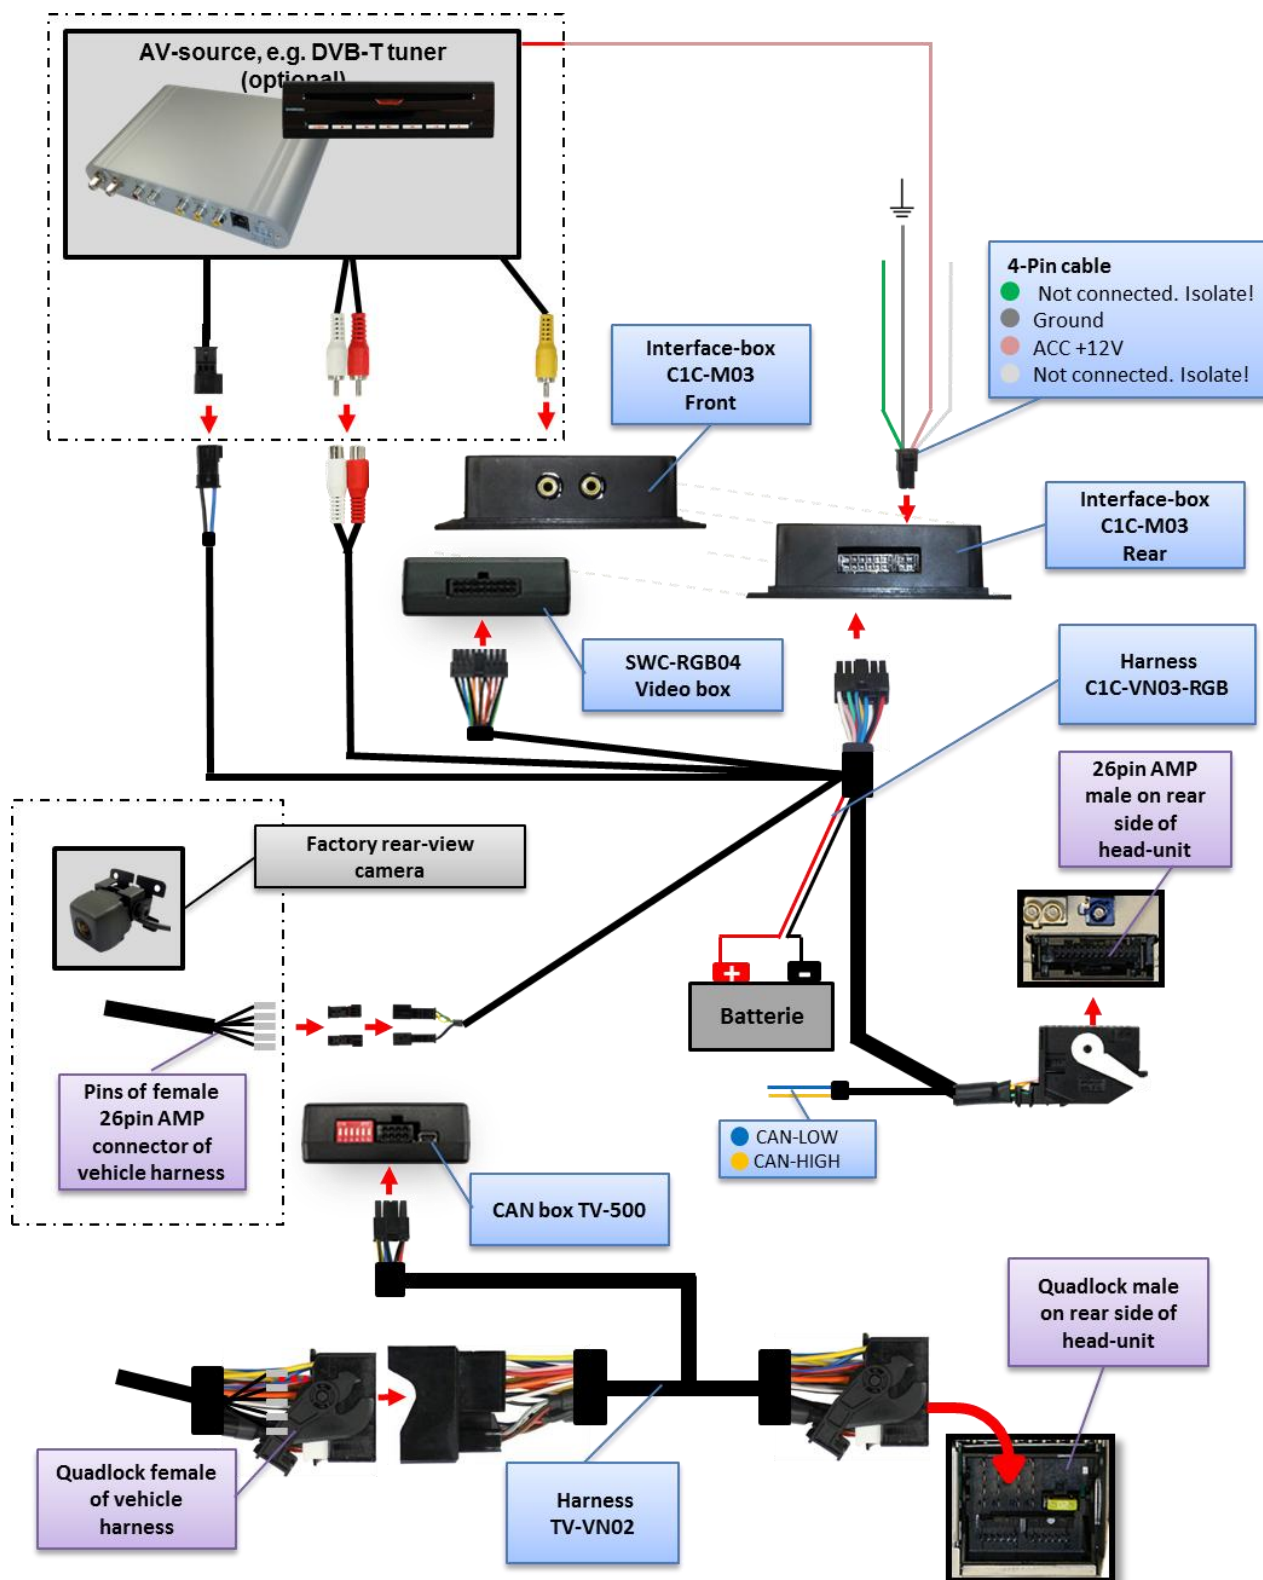 AV-source, e.g. DVB-T tuner
(optional)
4-Pin cable
Not connected. Isolate!
Ground
ACC +12V
Not connected. Isolate!
Interface-box
C1C-M03
Front
Interface-box
C1C-M03
Rear
SWC-RGB04
Video box
Harness
C1C-VN03-RGB
26pin AMP
male on rear
side of
head-unit
Factory rear-view
camera
+
-
Batterie
Pins of female
26pin AMP
connector of
vehicle harness
CAN-LOW
CAN-HIGH
CAN box TV-500
Quadlock male
on rear side of
head-unit
Quadlock female
of vehicle
harness
Harness
TV-VN02